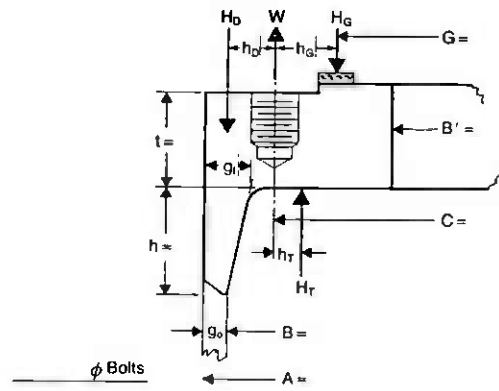 H_D W H_G
h_D h_G G =
t =
g_1
B' =
h =
C =
h_T
H_T
g_o B =
ϕ Bolts
A =